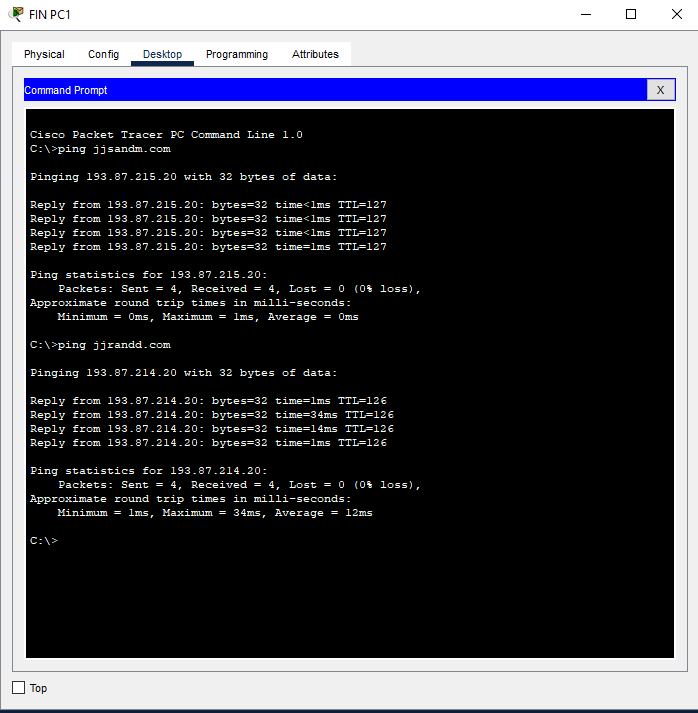 FIN PC1
Physical Config Desktop Programming Attributes
Command Prompt X
Cisco Packet Tracer PC Command Line 1.0
C:\>ping jjsandm.com
Pinging 193.87.215.20 with 32 bytes of data:
Reply from 193.87.215.20: bytes=32 time<1ms TTL=127
Reply from 193.87.215.20: bytes=32 time<1ms TTL=127
Reply from 193.87.215.20: bytes=32 time<1ms TTL=127
Reply from 193.87.215.20: bytes=32 time=1ms TTL=127
Ping statistics for 193.87.215.20:
    Packets: Sent = 4, Received = 4, Lost = 0 (0% loss),
Approximate round trip times in milli-seconds:
    Minimum = 0ms, Maximum = 1ms, Average = 0ms
C:\>ping jjrandd.com
Pinging 193.87.214.20 with 32 bytes of data:
Reply from 193.87.214.20: bytes=32 time=1ms TTL=126
Reply from 193.87.214.20: bytes=32 time=34ms TTL=126
Reply from 193.87.214.20: bytes=32 time=14ms TTL=126
Reply from 193.87.214.20: bytes=32 time=1ms TTL=126
Ping statistics for 193.87.214.20:
    Packets: Sent = 4, Received = 4, Lost = 0 (0% loss),
Approximate round trip times in milli-seconds:
    Minimum = 1ms, Maximum = 34ms, Average = 12ms
C:\>
Top